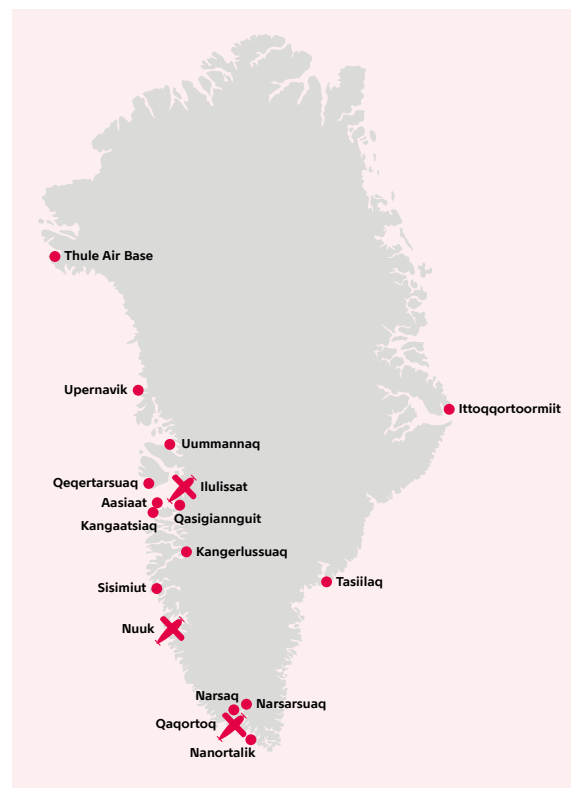 Thule Air Base
Upernavik
Ittoqqortoormiit
Uummannaq
Qeqertarsuaq
Ilulissat
Aasiaat
Qasigiannguit
Kangaatsiaq
Kangerlussuaq
Tasiilaq
Sisimiut
Nuuk
Narsaq
Narsarsuaq
Qaqortoq
Nanortalik